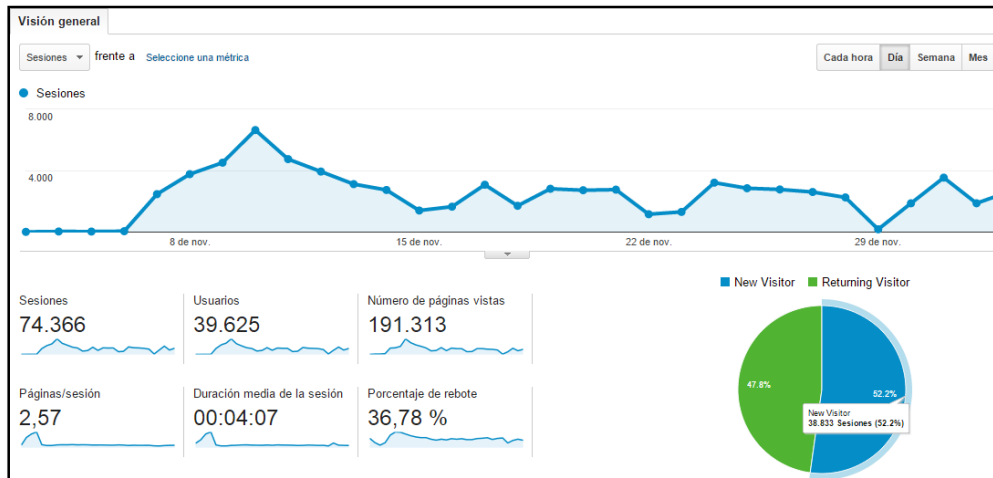 Visión general
Sesiones frente a Seleccione una métrica
Cada hora Día Semana Mes
Sesiones
8.000
4.000
8 de nov. 15 de nov. 22 de nov. 29 de nov.
New Visitor Returning Visitor
Sesiones Usuarios Número de páginas vistas
74.366 39.625 191.313
Páginas/sesión Duración media de la sesión Porcentaje de rebote
2,57 00:04:07 36,78 %
47.8% 52.2%
New Visitor
38.833 Sesiones (52.2%)